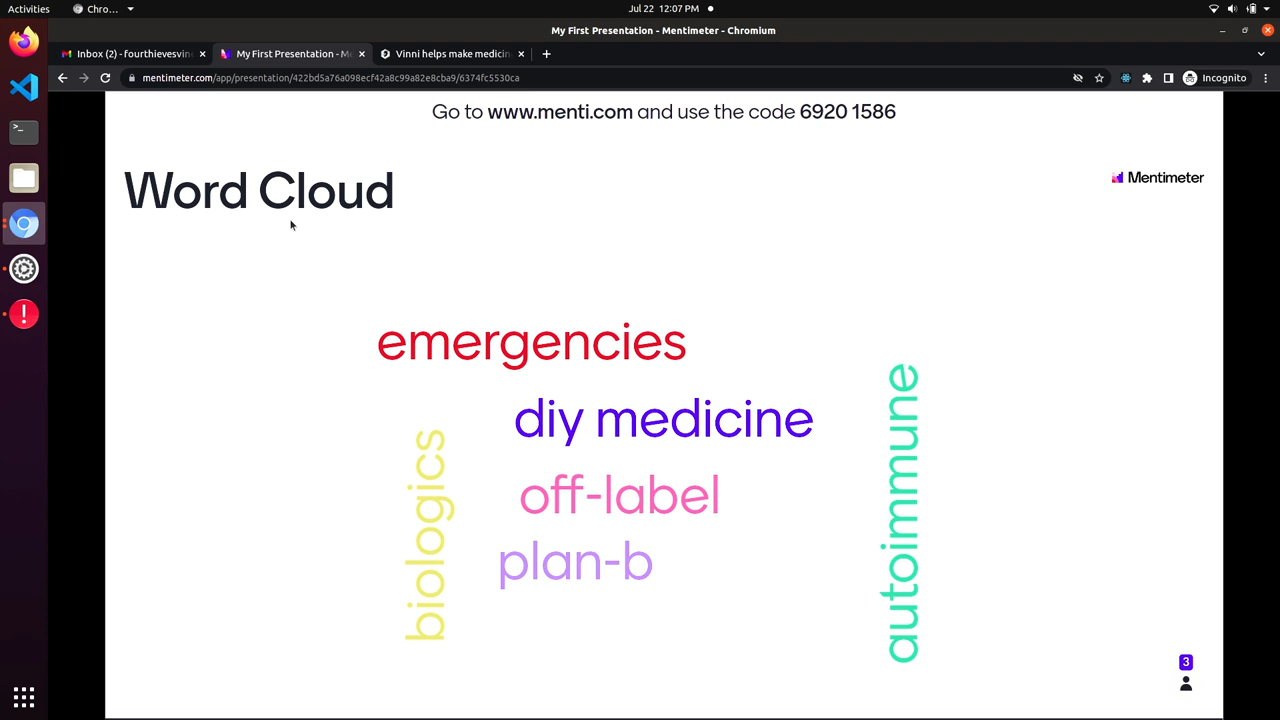 Activities
Chro…
Jul 22 12:07 PM
My First Presentation - Mentimeter - Chromium
Inbox (2) - fourthievesvin
My First Presentation - Me
Vinni helps make medicin
mentimeter.com/app/presentation/422bd5a76a098ecf42a8c99a82e8cba9/6374fc5530ca
Incognito
Go to www.menti.com and use the code 6920 1586
Word Cloud
Mentimeter
emergencies
diy medicine
off-label
plan-b
biologics
autoimmune
3